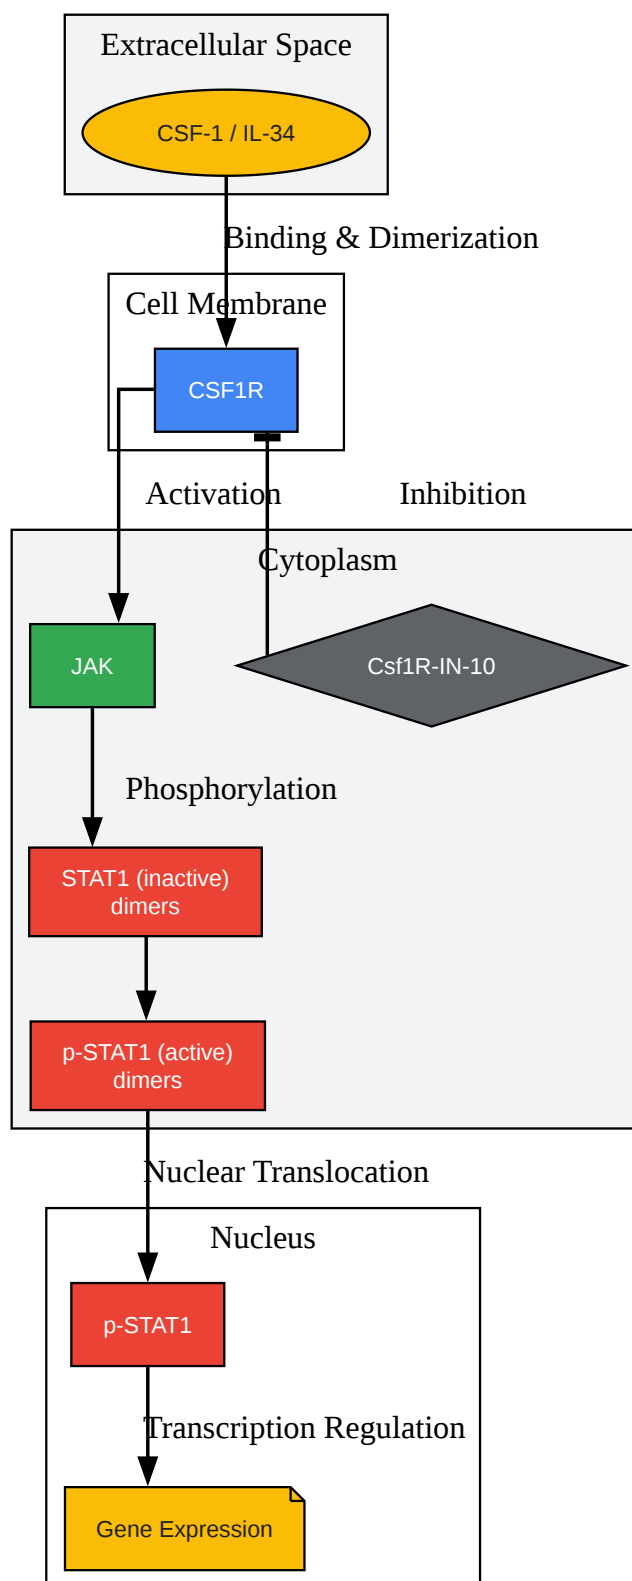 Extracellular Space
CSF-1 / IL-34
Binding & Dimerization
Cell Membrane
CSF1R
Activation
Inhibition
Cytoplasm
JAK
Csf1R-IN-10
Phosphorylation
STAT1 (inactive)
dimers
p-STAT1 (active)
dimers
Nuclear Translocation
Nucleus
p-STAT1
Transcription Regulation
Gene Expression